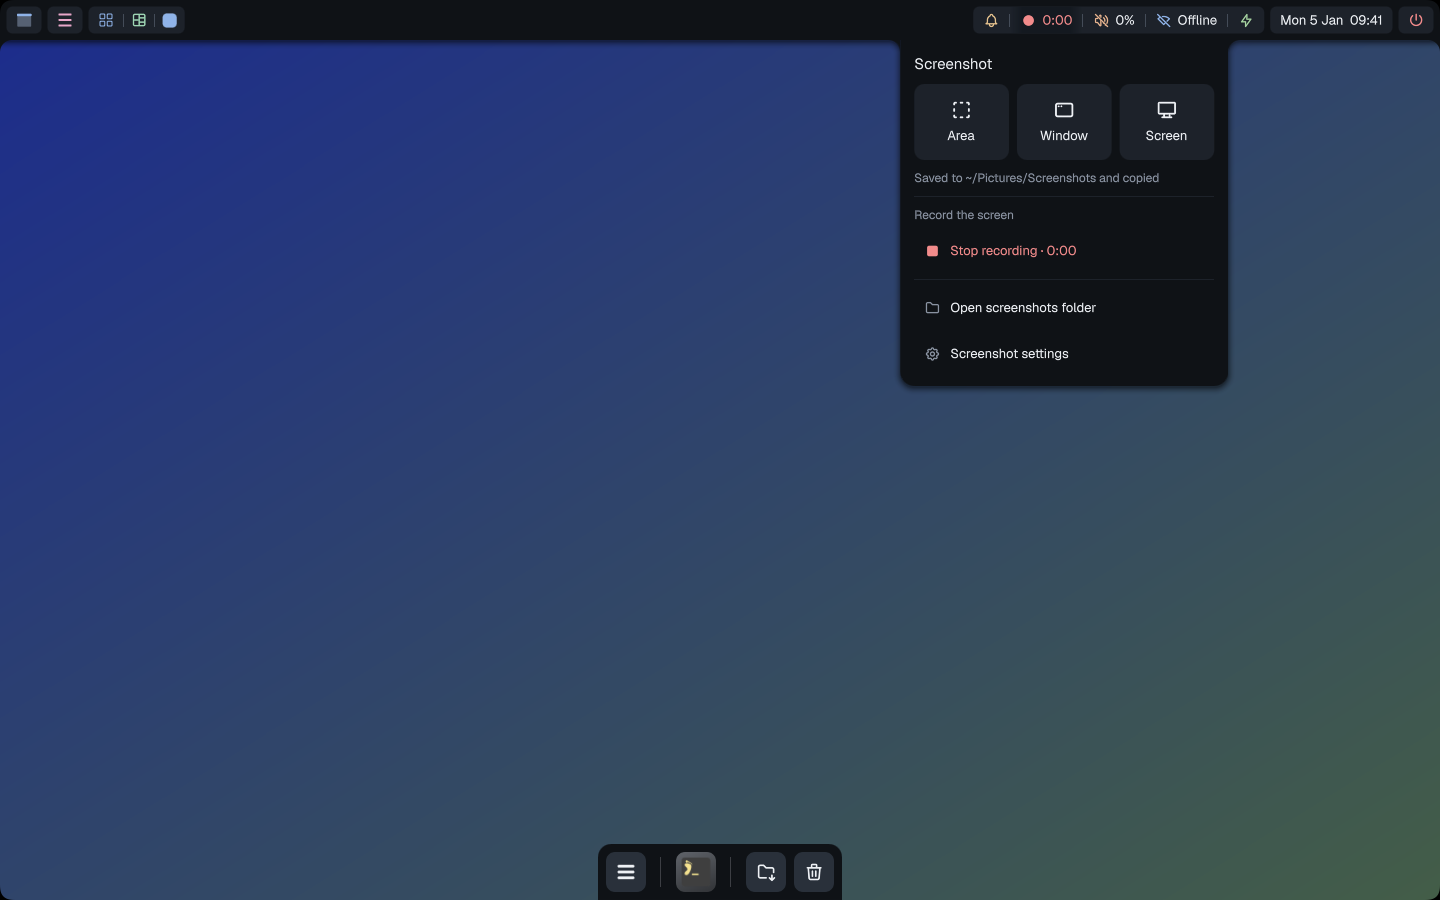 0:00
0%
Offline
Mon 5 Jan 09:41
Screenshot
Area
Window
Screen
Saved to ~/Pictures/Screenshots and copied
Record the screen
Stop recording · 0:00
Open screenshots folder
Screenshot settings